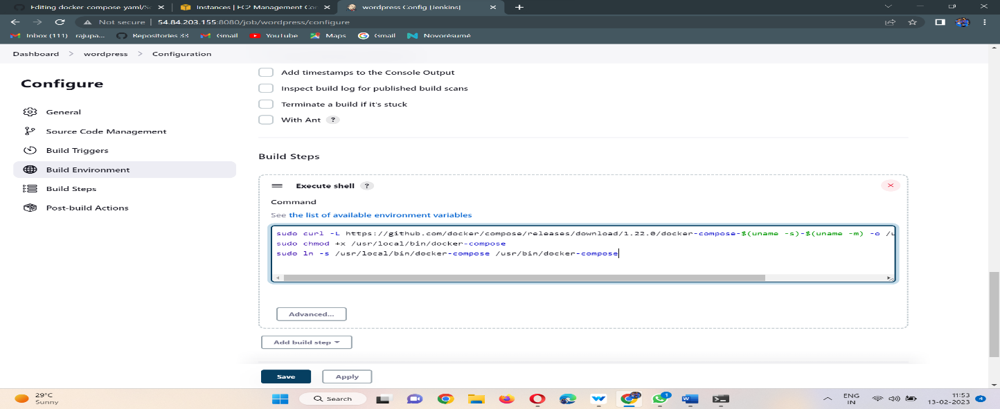 Editing docker-compose-yaml/Sc
Instances | EC2 Management Con
wordpress Config [Jenkins]
Not secure | 54.84.203.155:8080/job/wordpress/configure
Inbox (111) rajupa...
Repositories 33
Gmail
YouTube
Maps
Gmail
Novorésumé
Dashboard > wordpress > Configuration
Configure
General
Source Code Management
Build Triggers
Build Environment
Build Steps
Post-build Actions
Add timestamps to the Console Output
Inspect build log for published build scans
Terminate a build if it's stuck
With Ant ?
Build Steps
Execute shell ?
Command
See the list of available environment variables
sudo curl -L https://github.com/docker/compose/releases/download/1.22.0/docker-compose-$(uname -s)-$(uname -m) -o /u
sudo chmod +x /usr/local/bin/docker-compose
sudo ln -s /usr/local/bin/docker-compose /usr/bin/docker-compose
Advanced...
Add build step
Save
Apply
29°C
Sunny
Search
1
ENG
IN
11:53
13-02-2023
4